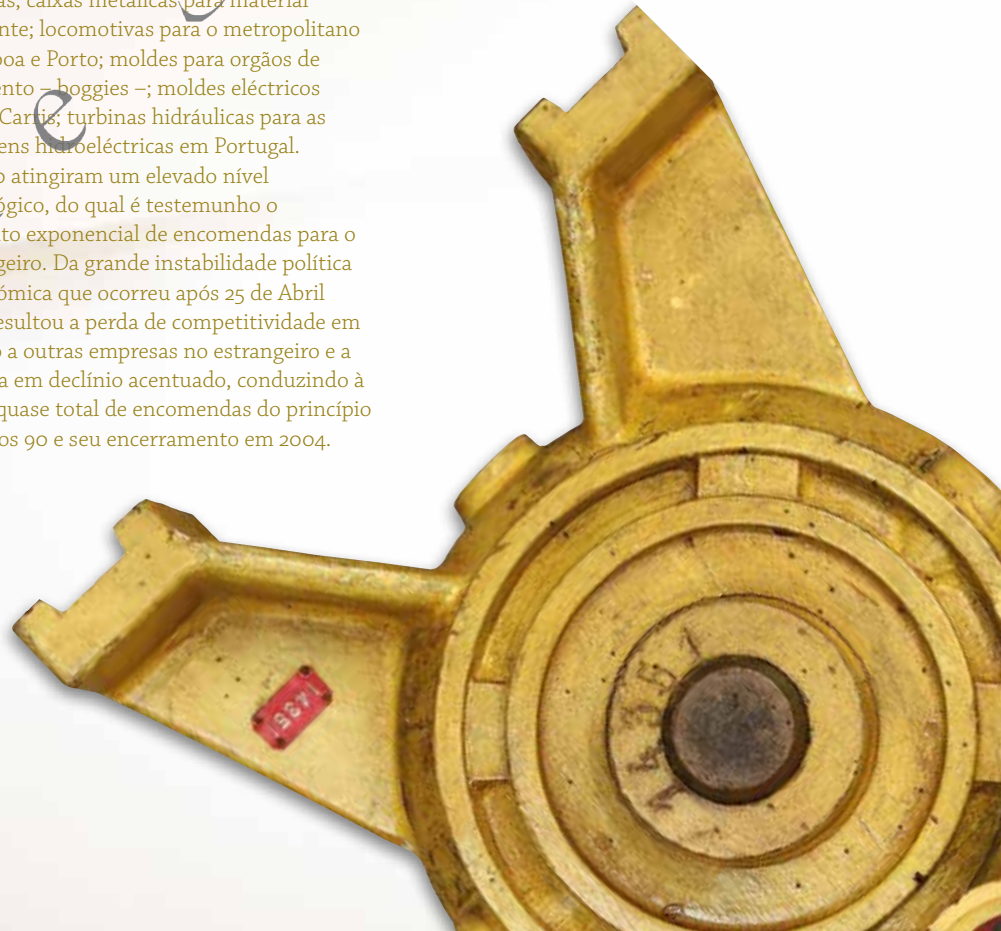 as, caixas metálicas para material
nte; locomotivas para o metropolitano
boa e Porto; moldes para orgãos de
ento – boggies –; moldes eléctricos
Carris; turbinas hidráulicas para as
ens hidroeléctricas em Portugal.
o atingiram um elevado nível
ógico, do qual é testemunho o
to exponencial de encomendas para o
geiro. Da grande instabilidade política
ómica que ocorreu após 25 de Abril
esultou a perda de competitividade em
o a outras empresas no estrangeiro e a
a em declínio acentuado, conduzindo à
quase total de encomendas do princípio
os 90 e seu encerramento em 2004.
e
1435